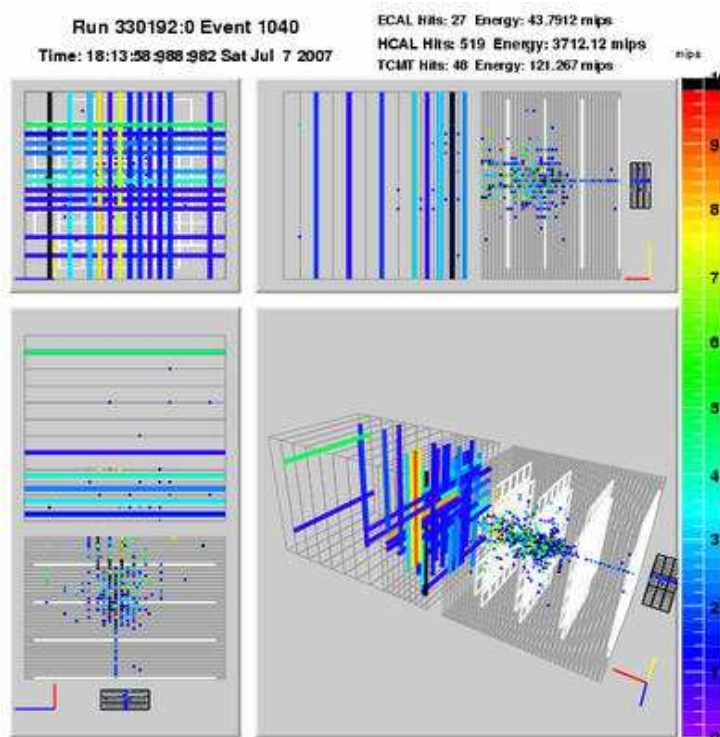 Run 330192:0 Event 1040
Time: 18:13:58:988:982 Sat Jul 7 2007
ECAL Hits: 27 Energy: 43.7912 mips
HCAL Hits: 519 Energy: 3712.12 mips
TCMT Hits: 48 Energy: 121.267 mips
mips
9
8
7
6
5
4
3
2
1